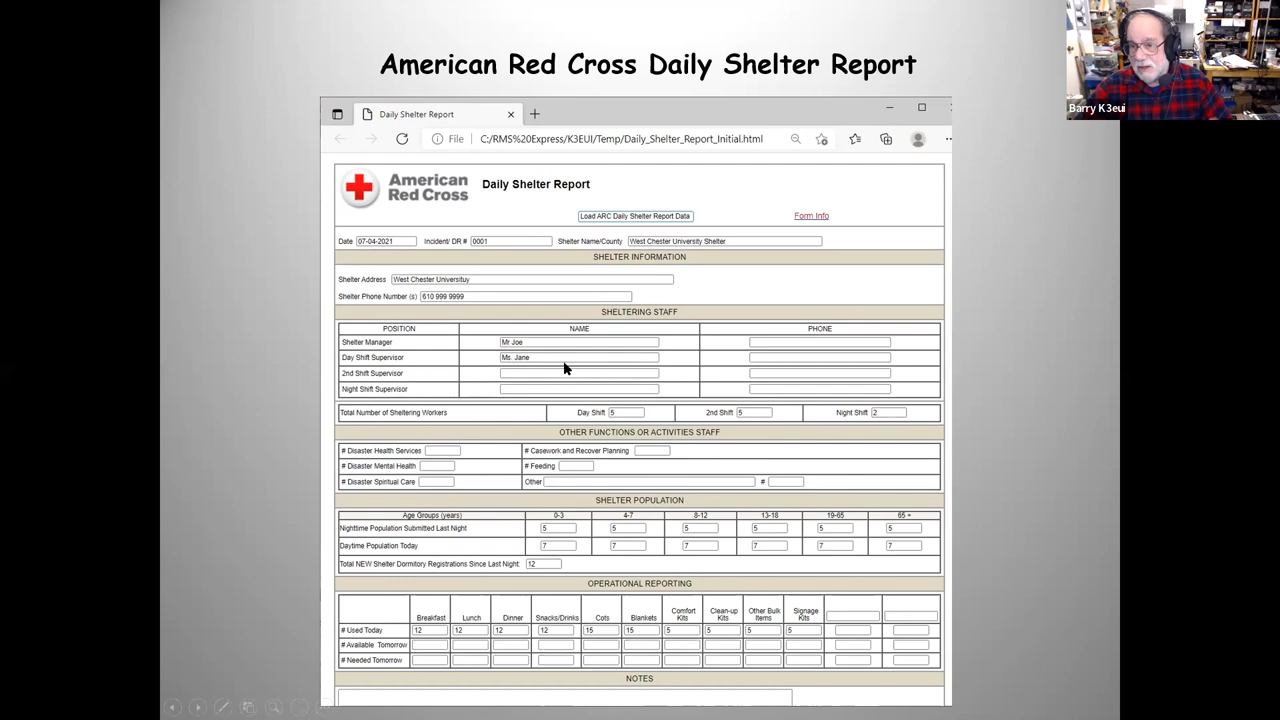 American Red Cross Daily Shelter Report
Barry K3eui
Daily Shelter Report
File C:/RMS%20Express/K3EUI/Temp/Daily_Shelter_Report_Initial.html
American
Red Cross
Daily Shelter Report
Load ARC Daily Shelter Report Data Form Info
Date 07-04-2021 Incident/ DR # 0001 Shelter Name/County West Chester University Shelter
SHELTER INFORMATION
Shelter Address West Chester Universituy
Shelter Phone Number (s) 610 999 9999
SHELTERING STAFF
POSITION NAME PHONE
Shelter Manager Mr Joe
Day Shift Supervisor Ms. Jane
2nd Shift Supervisor
Night Shift Supervisor
Total Number of Sheltering Workers Day Shift 5 2nd Shift 5 Night Shift 2
OTHER FUNCTIONS OR ACTIVITIES STAFF
# Disaster Health Services # Casework and Recover Planning
# Disaster Mental Health # Feeding
# Disaster Spiritual Care Other #
SHELTER POPULATION
Age Groups (years) 0-3 4-7 8-12 13-18 19-65 65 +
Nighttime Population Submitted Last Night 5 5 5 5 5 5
Daytime Population Today 7 7 7 7 7 7
Total NEW Shelter Dormitory Registrations Since Last Night: 12
OPERATIONAL REPORTING
Breakfast Lunch Dinner Snacks/Drinks Cots Blankets Comfort Kits Clean-up Kits Other Bulk Items Signage Kits
# Used Today 12 12 12 12 15 15 5 5 5 5
# Available Tomorrow
# Needed Tomorrow
NOTES